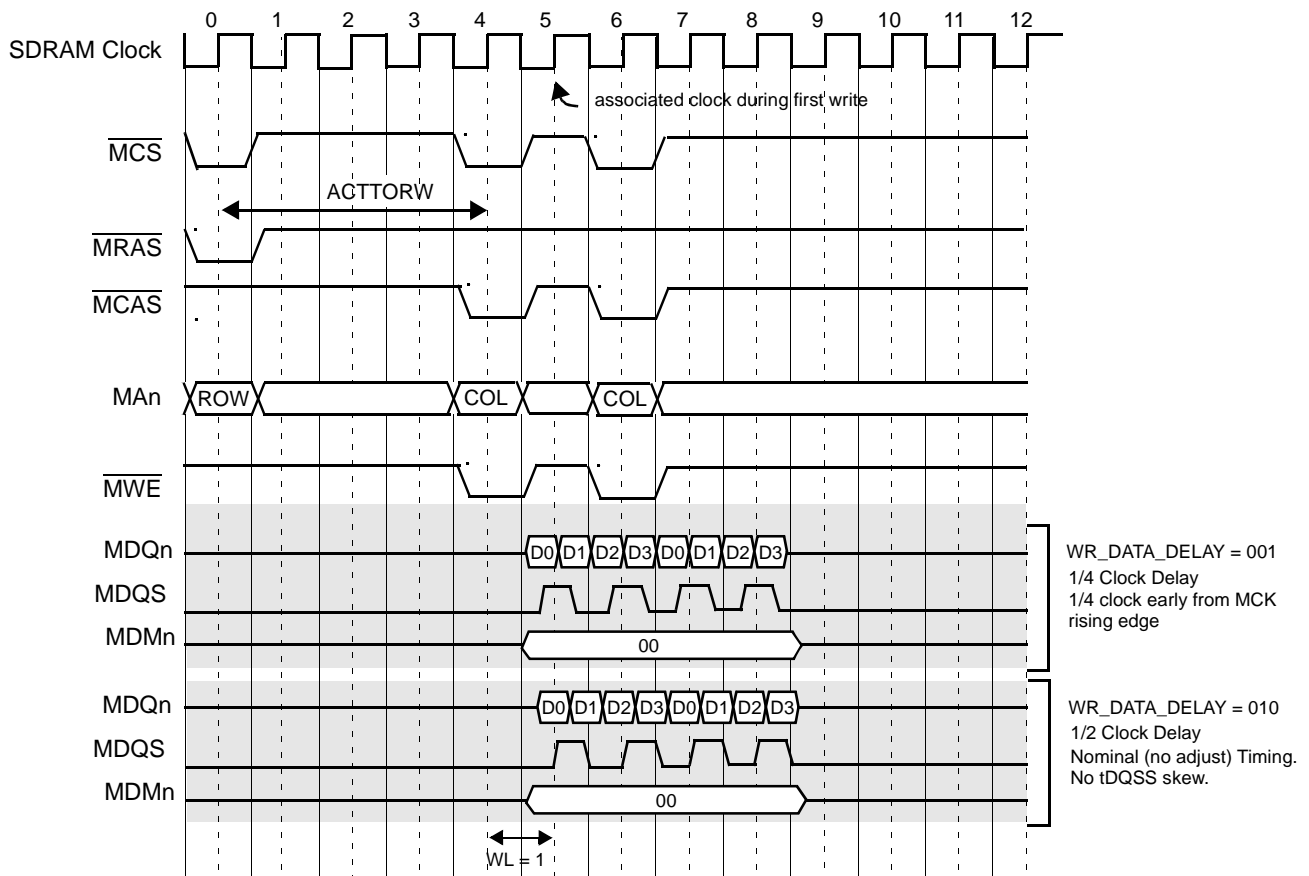 0 1 2 3 4 5 6 7 8 9 10 11 12
SDRAM Clock
associated clock during first write
MCS
ACTTORW
MRAS
MCAS
MAn ROW COL COL
MWE
MDQn D0 D1 D2 D3 D0 D1 D2 D3
MDQS
MDMn 00
WR_DATA_DELAY = 001
1/4 Clock Delay
1/4 clock early from MCK
rising edge
MDQn D0 D1 D2 D3 D0 D1 D2 D3
MDQS
MDMn 00
WR_DATA_DELAY = 010
1/2 Clock Delay
Nominal (no adjust) Timing.
No tDQSS skew.
WL = 1